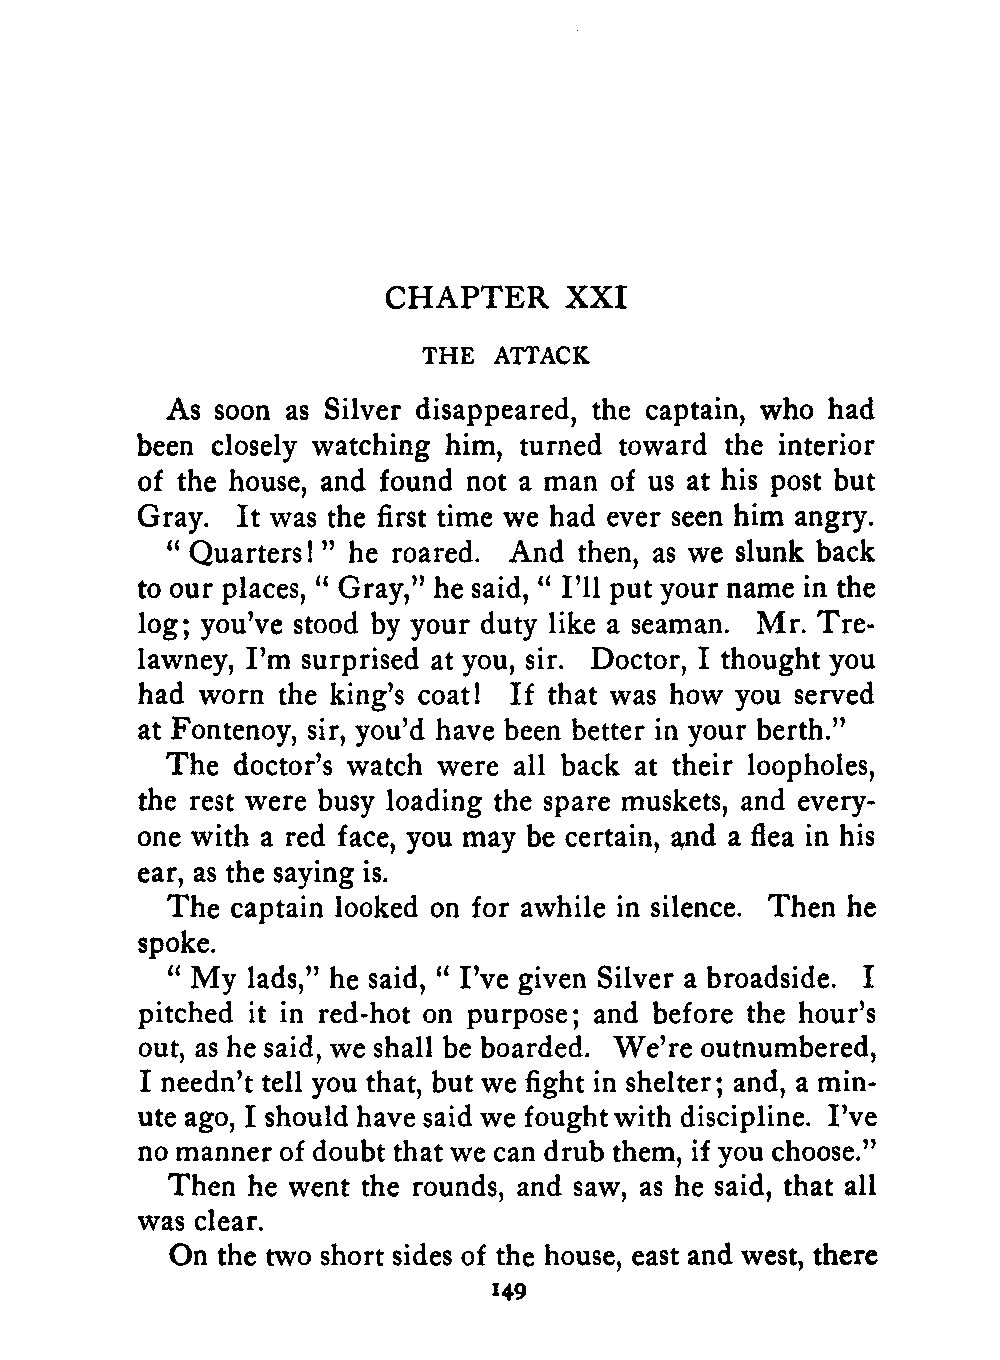 CHAPTER XXI
THE ATTACK
As soon as Silver disappeared, the captain, who had
been closely watching him, turned toward the interior
of the house, and found not a man of us at his post but
Gray. It was the first time we had ever seen him angry.
“ Quarters! ” he roared. And then, as we slunk back
to our places, “ Gray,” he said, “ I’ll put your name in the
log; you’ve stood by your duty like a seaman. Mr. Tre-
lawney, I’m surprised at you, sir. Doctor, I thought you
had worn the king’s coat! If that was how you served
at Fontenoy, sir, you’d have been better in your berth.”
The doctor’s watch were all back at their loopholes,
the rest were busy loading the spare muskets, and every-
one with a red face, you may be certain, and a flea in his
ear, as the saying is.
The captain looked on for awhile in silence. Then he
spoke.
“ My lads,” he said, “ I’ve given Silver a broadside. I
pitched it in red-hot on purpose; and before the hour’s
out, as he said, we shall be boarded. We’re outnumbered,
I needn’t tell you that, but we fight in shelter; and, a min-
ute ago, I should have said we fought with discipline. I’ve
no manner of doubt that we can drub them, if you choose.”
Then he went the rounds, and saw, as he said, that all
was clear.
On the two short sides of the house, east and west, there
149